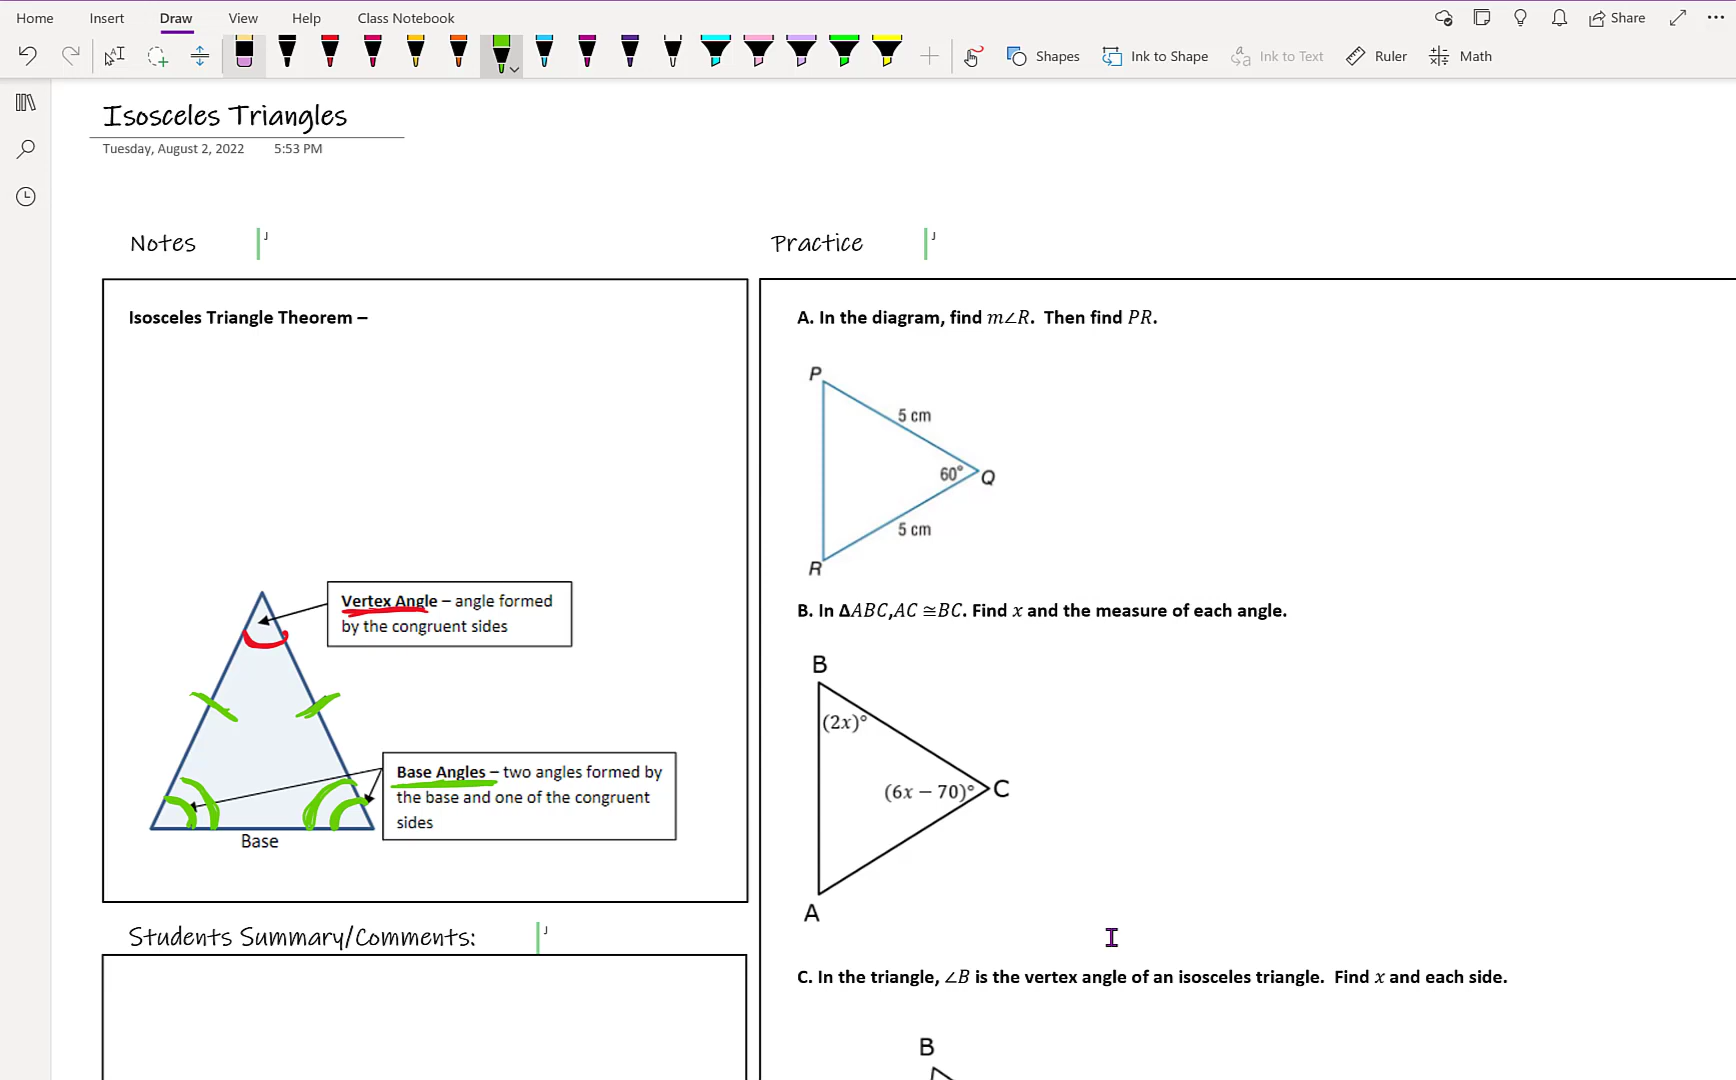 Home Insert Draw View Help Class Notebook Share
Shapes Ink to Shape Ink to Text Ruler Math
Isosceles Triangles
Tuesday, August 2, 2022 5:53 PM
Notes
Isosceles Triangle Theorem –
Vertex Angle – angle formed
by the congruent sides
Base Angles – two angles formed by
the base and one of the congruent
sides
Base
Students Summary/Comments:
Practice
A. In the diagram, find m∠R. Then find PR.
P
5 cm
60° Q
5 cm
R
B. In ∆ABC, AC ≅ BC. Find x and the measure of each angle.
B
(2x)°
(6x − 70)° C
A
C. In the triangle, ∠B is the vertex angle of an isosceles triangle. Find x and each side.
B